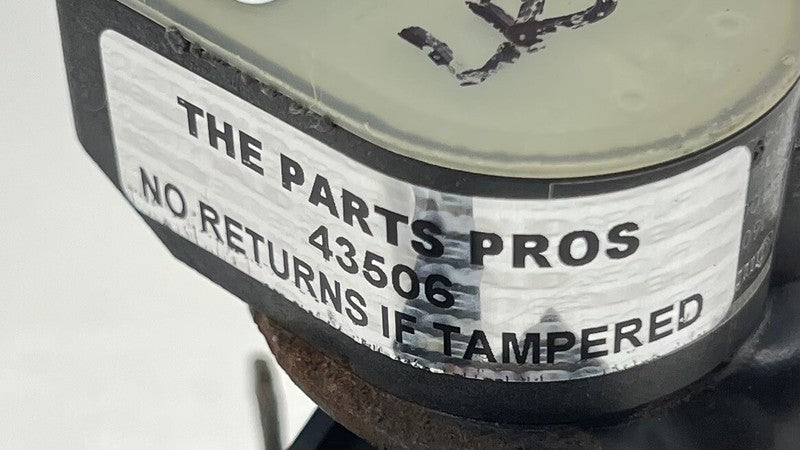 THE PARTS PROS
43506
NO RETURNS IF TAMPERED